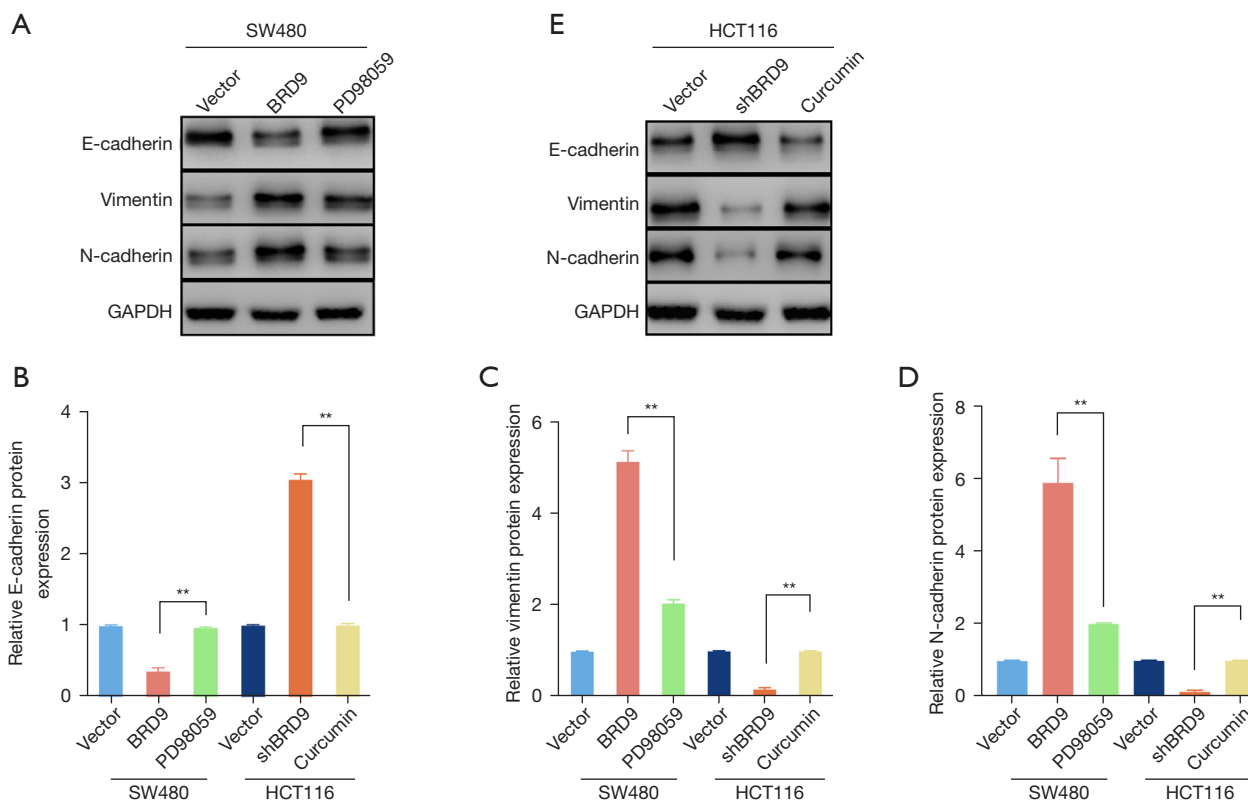 A
SW480
Vector
BRD9
PD98059
E-cadherin
Vimentin
N-cadherin
GAPDH
E
HCT116
Vector
shBRD9
Curcumin
E-cadherin
Vimentin
N-cadherin
GAPDH
B
Relative E-cadherin protein
expression
4
3
2
1
0
**
**
Vector
BRD9
PD98059
Vector
shBRD9
Curcumin
SW480
HCT116
C
Relative vimentin protein expression
6
4
2
0
**
**
Vector
BRD9
PD98059
Vector
shBRD9
Curcumin
SW480
HCT116
D
Relative N-cadherin protein expression
8
6
4
2
0
**
**
Vector
BRD9
PD98059
Vector
shBRD9
Curcumin
SW480
HCT116